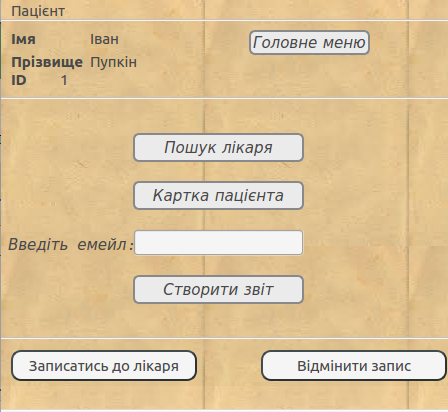 Пацієнт
Імя Іван
Головне меню
Прізвище Пупкін
ID 1
Пошук лікаря
Картка пацієнта
Введіть емейл:
Створити звіт
Записатись до лікаря
Відмінити запис